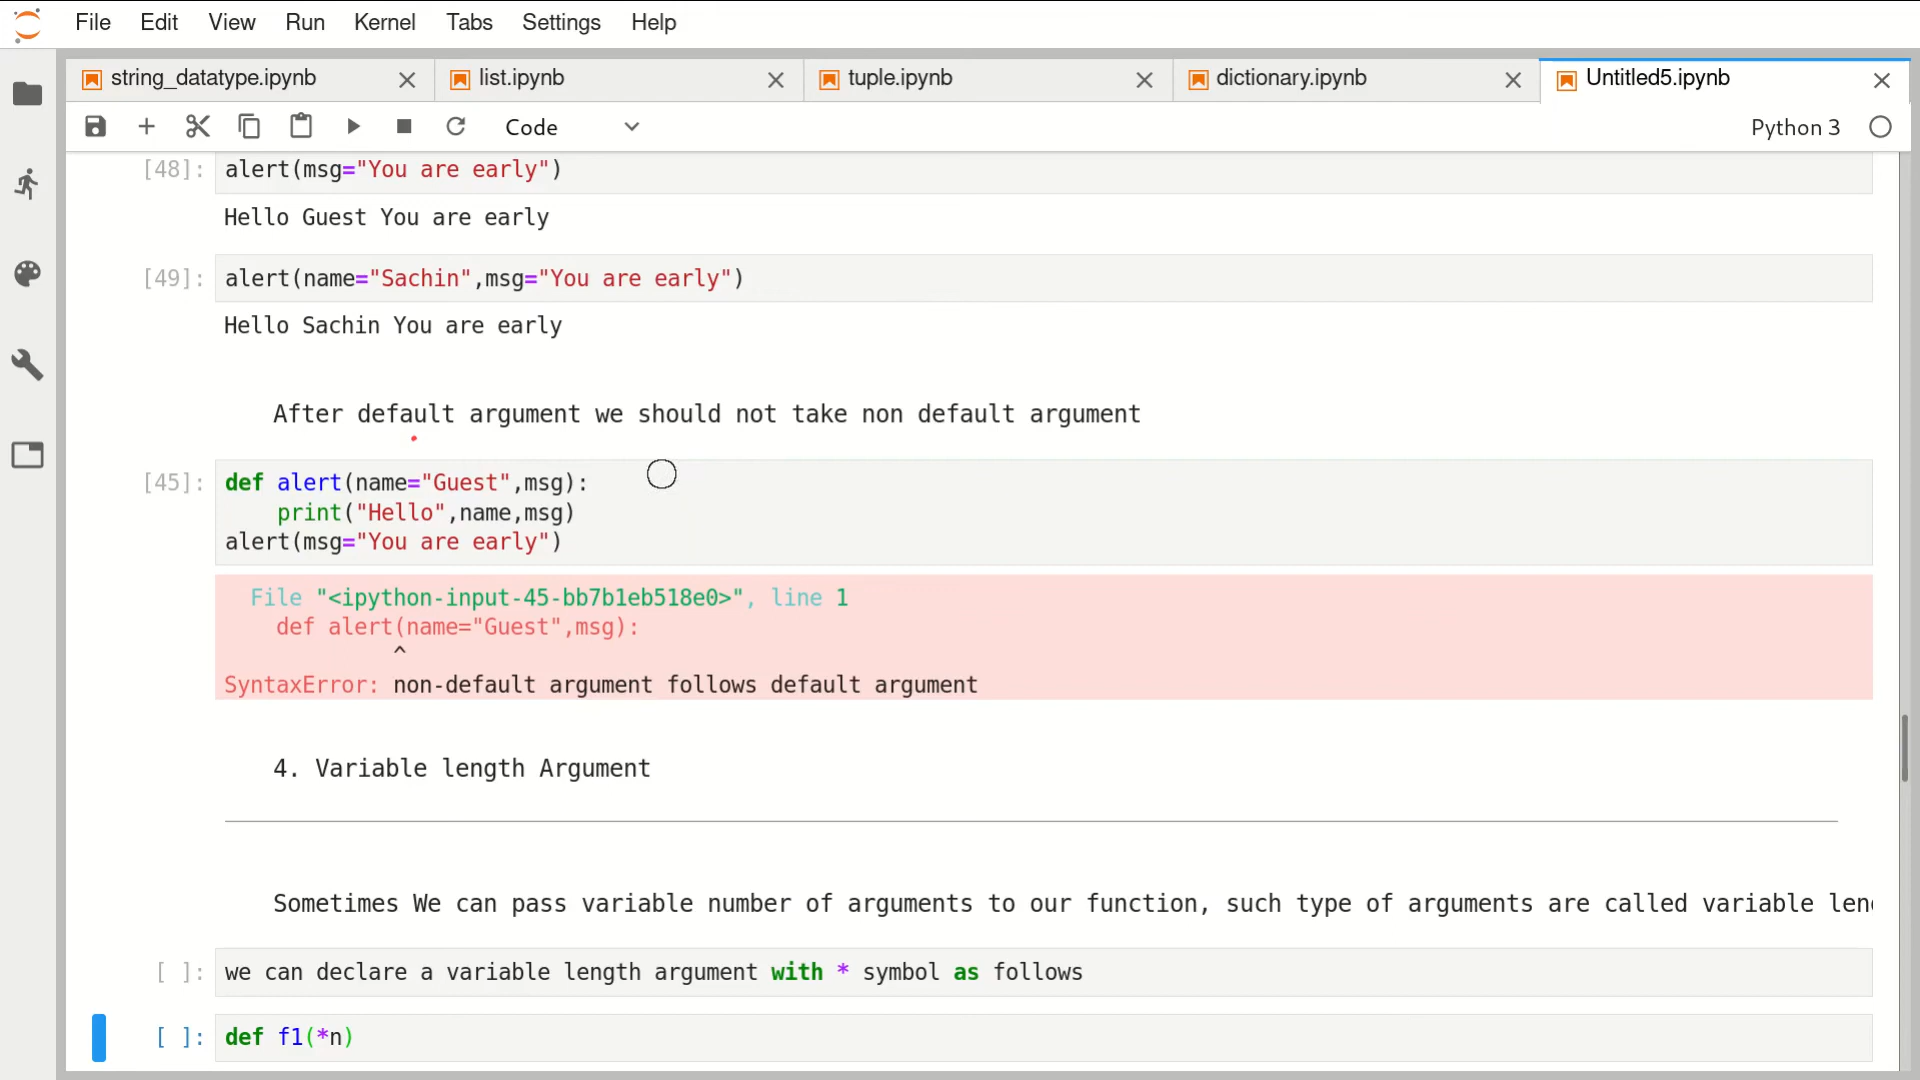 File Edit View Run Kernel Tabs Settings Help
string_datatype.ipynb list.ipynb tuple.ipynb dictionary.ipynb Untitled5.ipynb
Code Python 3
[48]: alert(msg="You are early")
Hello Guest You are early
[49]: alert(name="Sachin",msg="You are early")
Hello Sachin You are early
After default argument we should not take non default argument
[45]: def alert(name="Guest",msg):
print("Hello",name,msg)
alert(msg="You are early")
File "<ipython-input-45-bb7b1eb518e0>", line 1
def alert(name="Guest",msg):
^
SyntaxError: non-default argument follows default argument
4. Variable length Argument
Sometimes We can pass variable number of arguments to our function, such type of arguments are called variable len
[ ]: we can declare a variable length argument with * symbol as follows
[ ]: def f1(*n)